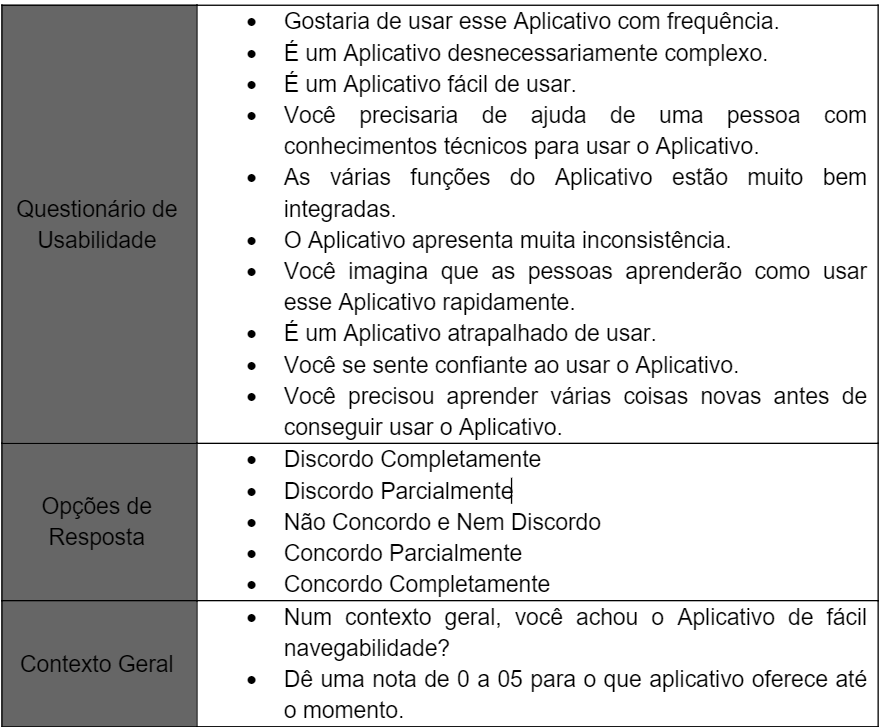 Questionário de
Usabilidade
• Gostaria de usar esse Aplicativo com frequência.
• É um Aplicativo desnecessariamente complexo.
• É um Aplicativo fácil de usar.
• Você precisaria de ajuda de uma pessoa com
conhecimentos técnicos para usar o Aplicativo.
• As várias funções do Aplicativo estão muito bem
integradas.
• O Aplicativo apresenta muita inconsistência.
• Você imagina que as pessoas aprenderão como usar
esse Aplicativo rapidamente.
• É um Aplicativo atrapalhado de usar.
• Você se sente confiante ao usar o Aplicativo.
• Você precisou aprender várias coisas novas antes de
conseguir usar o Aplicativo.
Opções de
Resposta
• Discordo Completamente
• Discordo Parcialmente
• Não Concordo e Nem Discordo
• Concordo Parcialmente
• Concordo Completamente
Contexto Geral
• Num contexto geral, você achou o Aplicativo de fácil
navegabilidade?
• Dê uma nota de 0 a 05 para o que aplicativo oferece até
o momento.